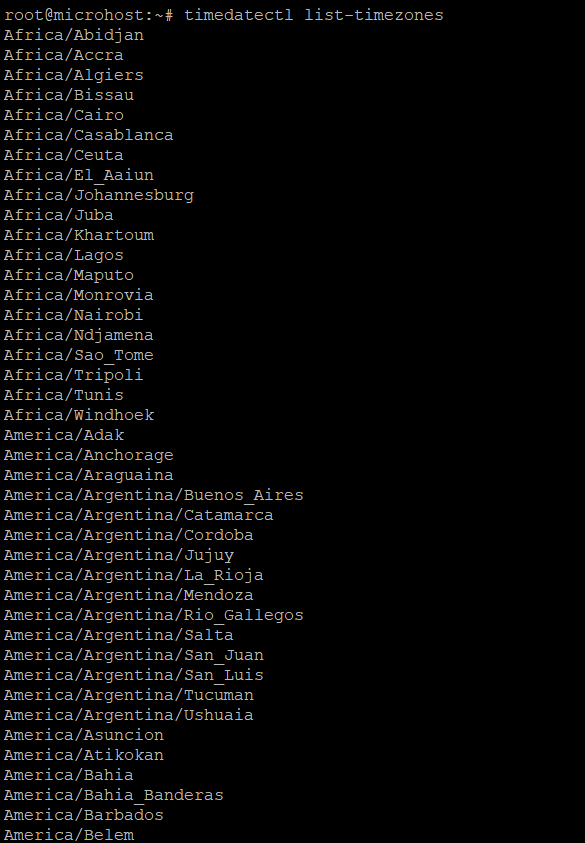 root@microhost:~# timedatectl list-timezones
Africa/Abidjan
Africa/Accra
Africa/Algiers
Africa/Bissau
Africa/Cairo
Africa/Casablanca
Africa/Ceuta
Africa/El_Aaiun
Africa/Johannesburg
Africa/Juba
Africa/Khartoum
Africa/Lagos
Africa/Maputo
Africa/Monrovia
Africa/Nairobi
Africa/Ndjamena
Africa/Sao_Tome
Africa/Tripoli
Africa/Tunis
Africa/Windhoek
America/Adak
America/Anchorage
America/Araguaina
America/Argentina/Buenos_Aires
America/Argentina/Catamarca
America/Argentina/Cordoba
America/Argentina/Jujuy
America/Argentina/La_Rioja
America/Argentina/Mendoza
America/Argentina/Rio_Gallegos
America/Argentina/Salta
America/Argentina/San_Juan
America/Argentina/San_Luis
America/Argentina/Tucuman
America/Argentina/Ushuaia
America/Asuncion
America/Atikokan
America/Bahia
America/Bahia_Banderas
America/Barbados
America/Belem